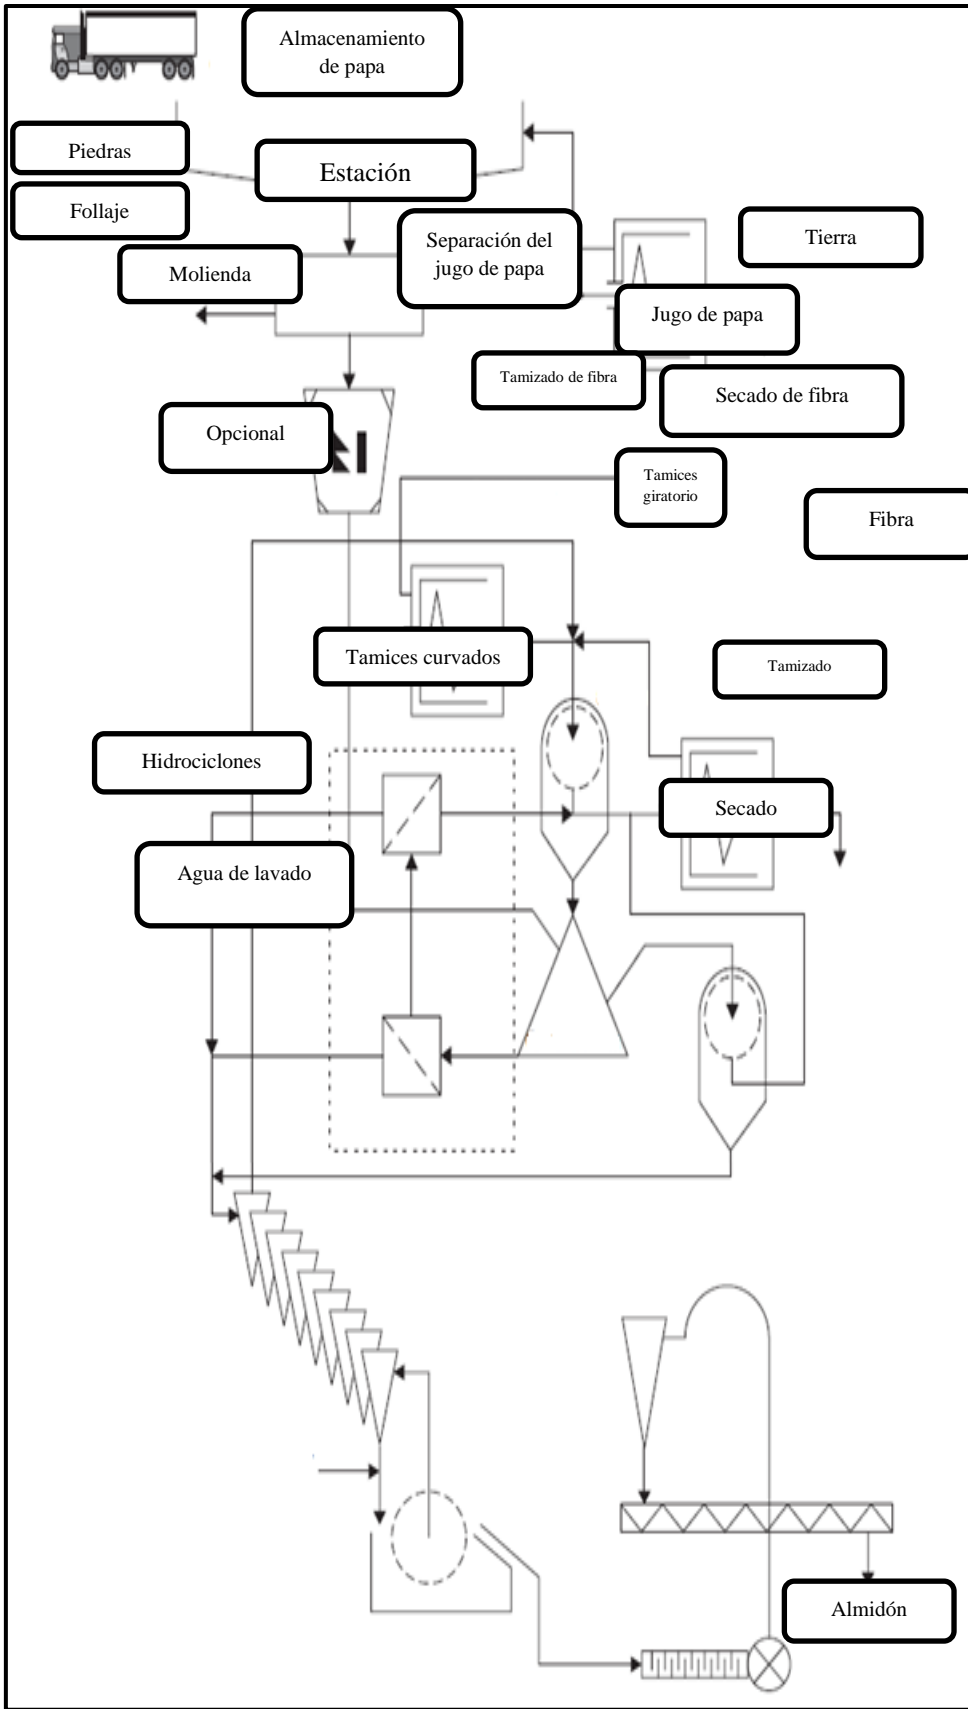 Almacenamiento
de papa
Piedras
Estación
Follaje
Separación del
jugo de papa
Tierra
Molienda
Jugo de papa
Tamizado de fibra
Secado de fibra
Opcional
Tamices
giratorio
Fibra
Tamices curvados
Tamizado
Hidrociclones
Secado
Agua de lavado
Almidón